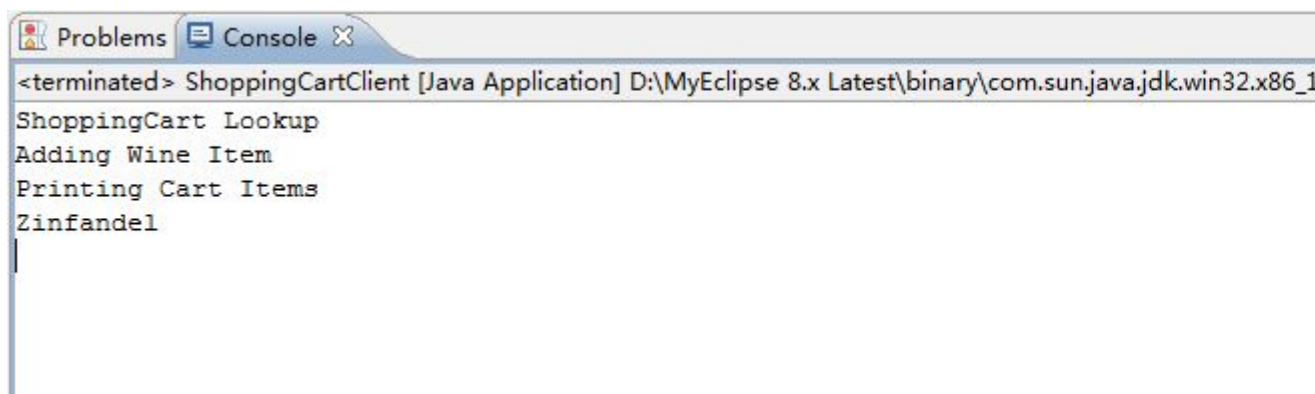 Problems Console
<terminated> ShoppingCartClient [Java Application] D:\MyEclipse 8.x Latest\binary\com.sun.java.jdk.win32.x86_1
ShoppingCart Lookup
Adding Wine Item
Printing Cart Items
Zinfandel